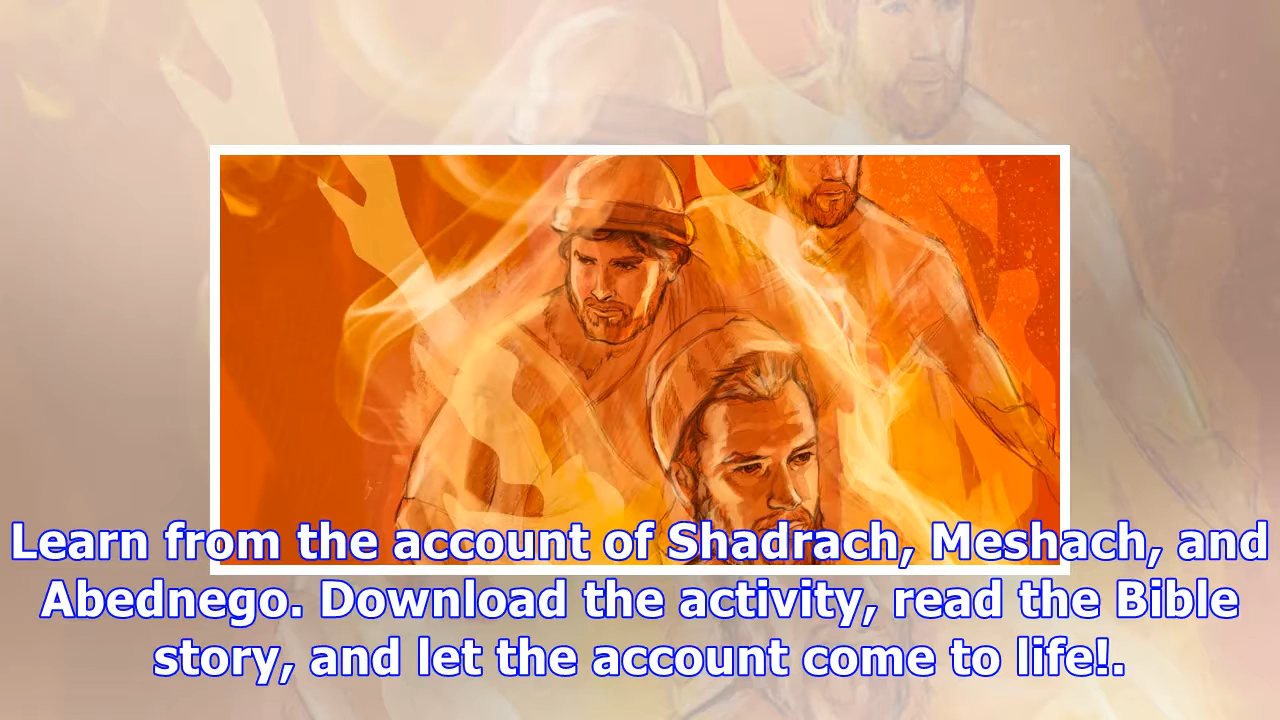 Learn from the account of Shadrach, Meshach, and
Abednego. Download the activity, read the Bible
story, and let the account come to life!.